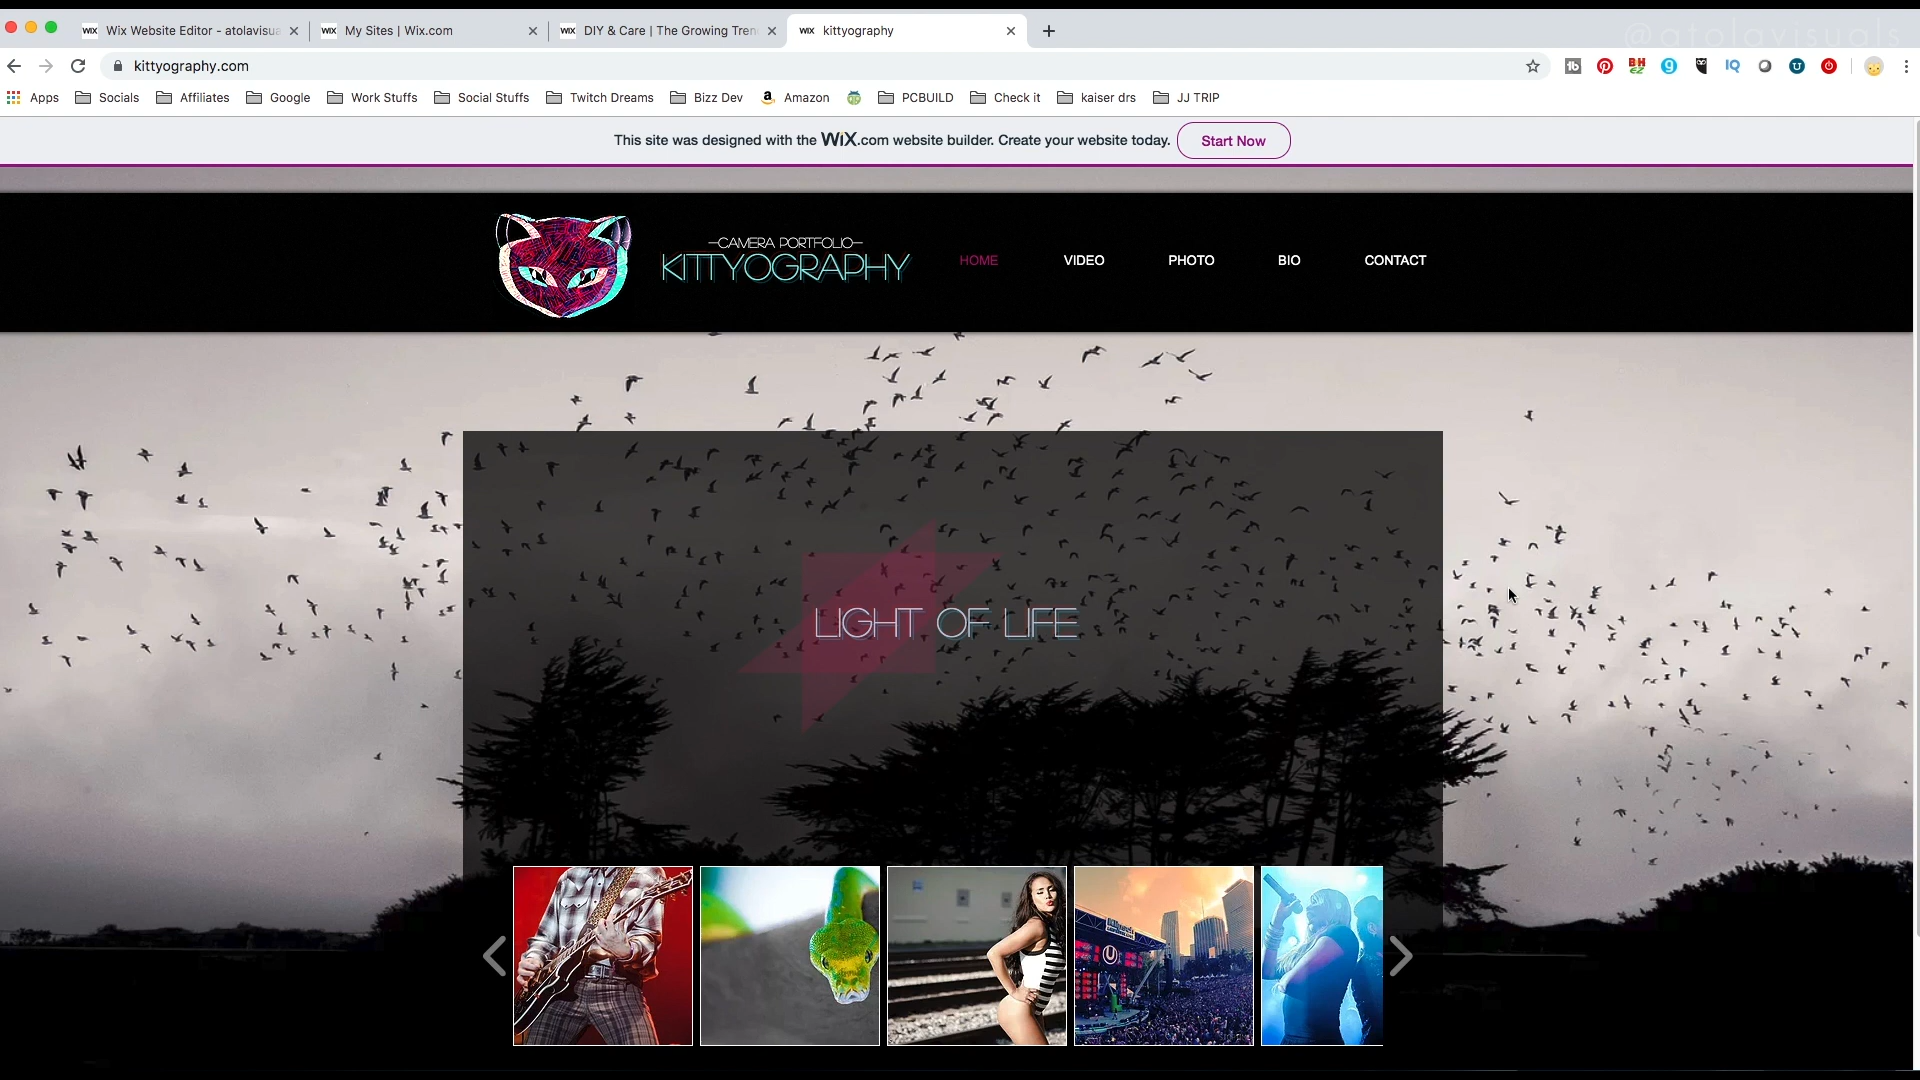 Wix Website Editor - atolavisua
My Sites | Wix.com
DIY & Care | The Growing Tren
kittyography
@atolavisuals
kittyography.com
Apps
Socials
Affiliates
Google
Work Stuffs
Social Stuffs
Twitch Dreams
Bizz Dev
Amazon
PCBUILD
Check it
kaiser drs
JJ TRIP
This site was designed with the WiX.com website builder. Create your website today.
Start Now
—CAMERA PORTFOLIO—
KITTYOGRAPHY
HOME
VIDEO
PHOTO
BIO
CONTACT
LIGHT OF LIFE